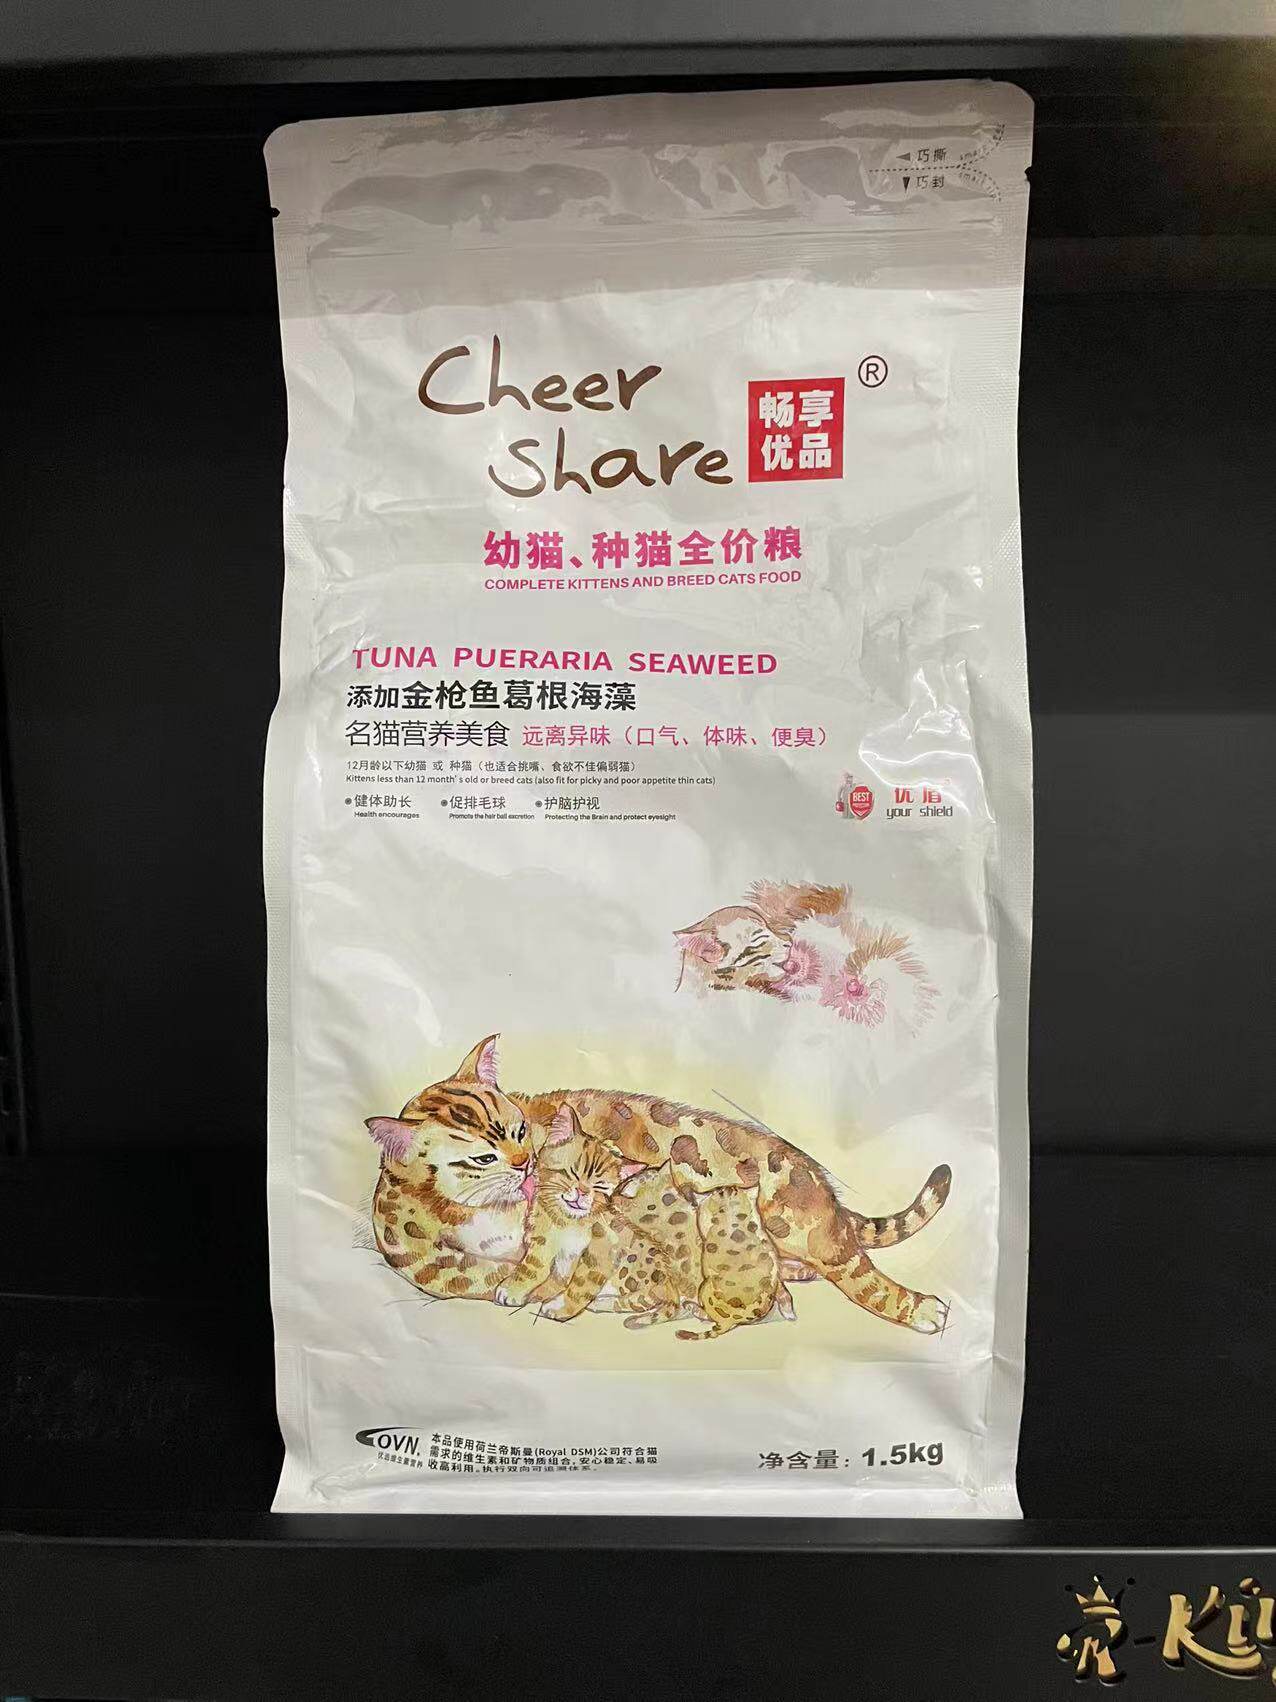 巧撕
巧封
Cheer
Share
畅享
优品
®
幼猫、种猫全价粮
COMPLETE KITTENS AND BREED CATS FOOD
TUNA PUERARIA SEAWEED
添加金枪鱼葛根海藻
名猫营养美食 远离异味（口气、体味、便臭）
12月龄以下幼猫 或 种猫（也适合挑嘴、食欲不佳偏弱猫）
Kittens less than 12 month's old or breed cats (also fit for picky and poor appetite thin cats)
健体助长 促排毛球 护脑护视
Health encourages Promote the hair ball excretion Protecting the Brain and protect eyesight
BEST
优盾
your shield
OVN
优选维生素营养
本品使用荷兰帝斯曼(Royal DSM)公司符合猫
需求的维生素和矿物质组合，安心稳定、易吸
收高利用。执行双向可追溯体系。
净含量：1.5kg